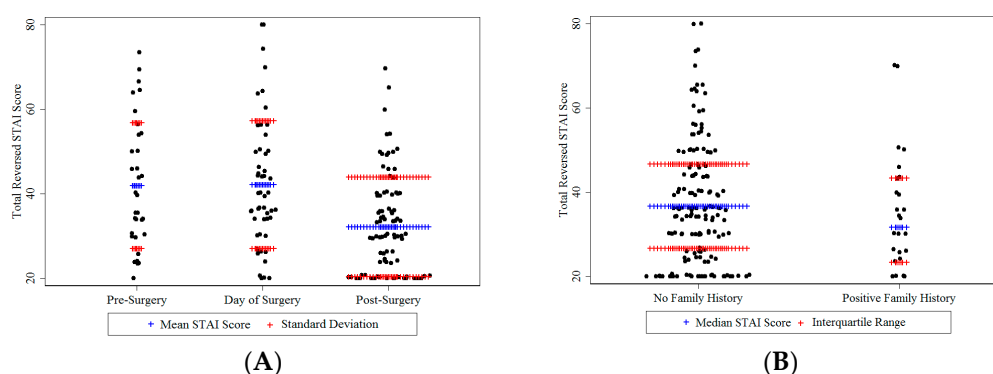 Total Reversed STAI Score
80
60
40
20
Pre-Surgery
Day of Surgery
Post-Surgery
Mean STAI Score
Standard Deviation
(A)
Total Reversed STAI Score
80
60
40
20
No Family History
Positive Family History
Median STAI Score
Interquartile Range
(B)